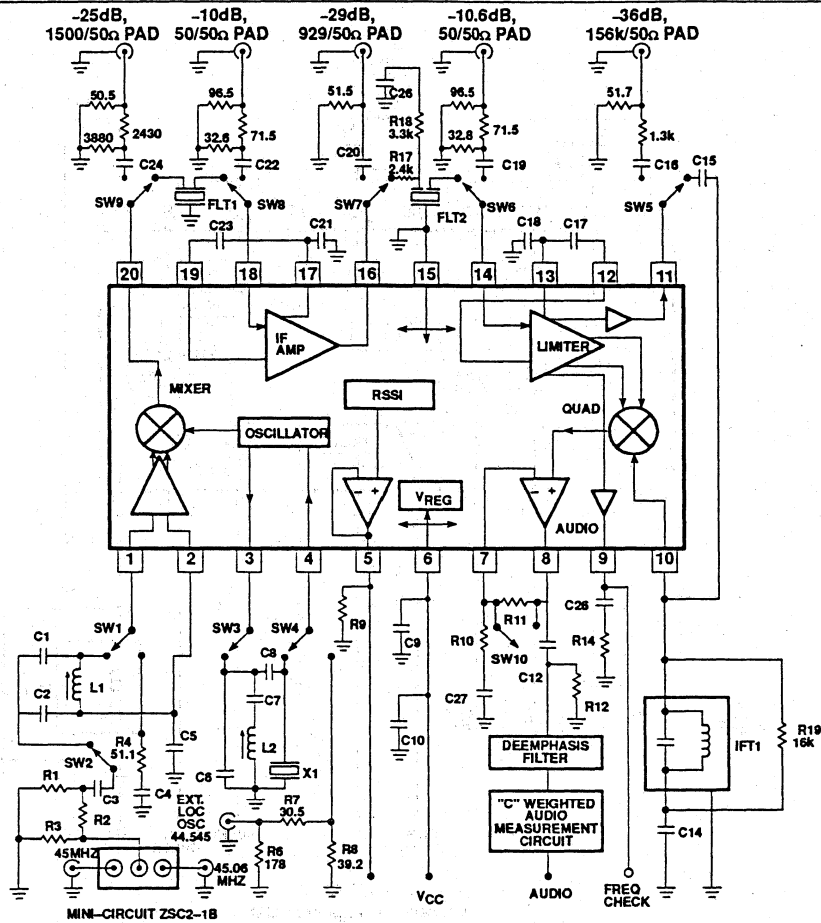 -25dB,
1500/50Ω PAD
-10dB,
50/50Ω PAD
-29dB,
929/50Ω PAD
-10.6dB,
50/50Ω PAD
-36dB,
156k/50Ω PAD
50.5
2430
3880
C24
96.5
71.5
32.6
C22
51.5
C20
C26
R18
3.3k
R17
2.4k
96.5
71.5
32.8
C19
51.7
1.3k
C16
C15
SW9
FLT1
SW8
SW7
FLT2
SW6
SW5
C23
C21
C18
C17
20
19
18
17
16
15
14
13
12
11
IF
AMP
LIMITER
MIXER
RSSI
QUAD
OSCILLATOR
VREG
AUDIO
1
2
3
4
5
6
7
8
9
10
SW1
SW3
SW4
R9
C9
R10
R11
SW10
C26
R14
C1
L1
C2
C8
C7
C12
R12
C27
SW2
R4
51.1
C5
L2
C10
IFT1
R19
16k
R1
C3
C4
C6
X1
DEEMPHASIS
FILTER
R2
EXT.
LOC
OSC
44.545
R7
30.5
"C" WEIGHTED
AUDIO
MEASUREMENT
CIRCUIT
C14
R3
R6
178
R8
39.2
45MHZ
45.06
MHZ
VCC
AUDIO
FREQ
CHECK
MINI-CIRCUIT ZSC2-1B